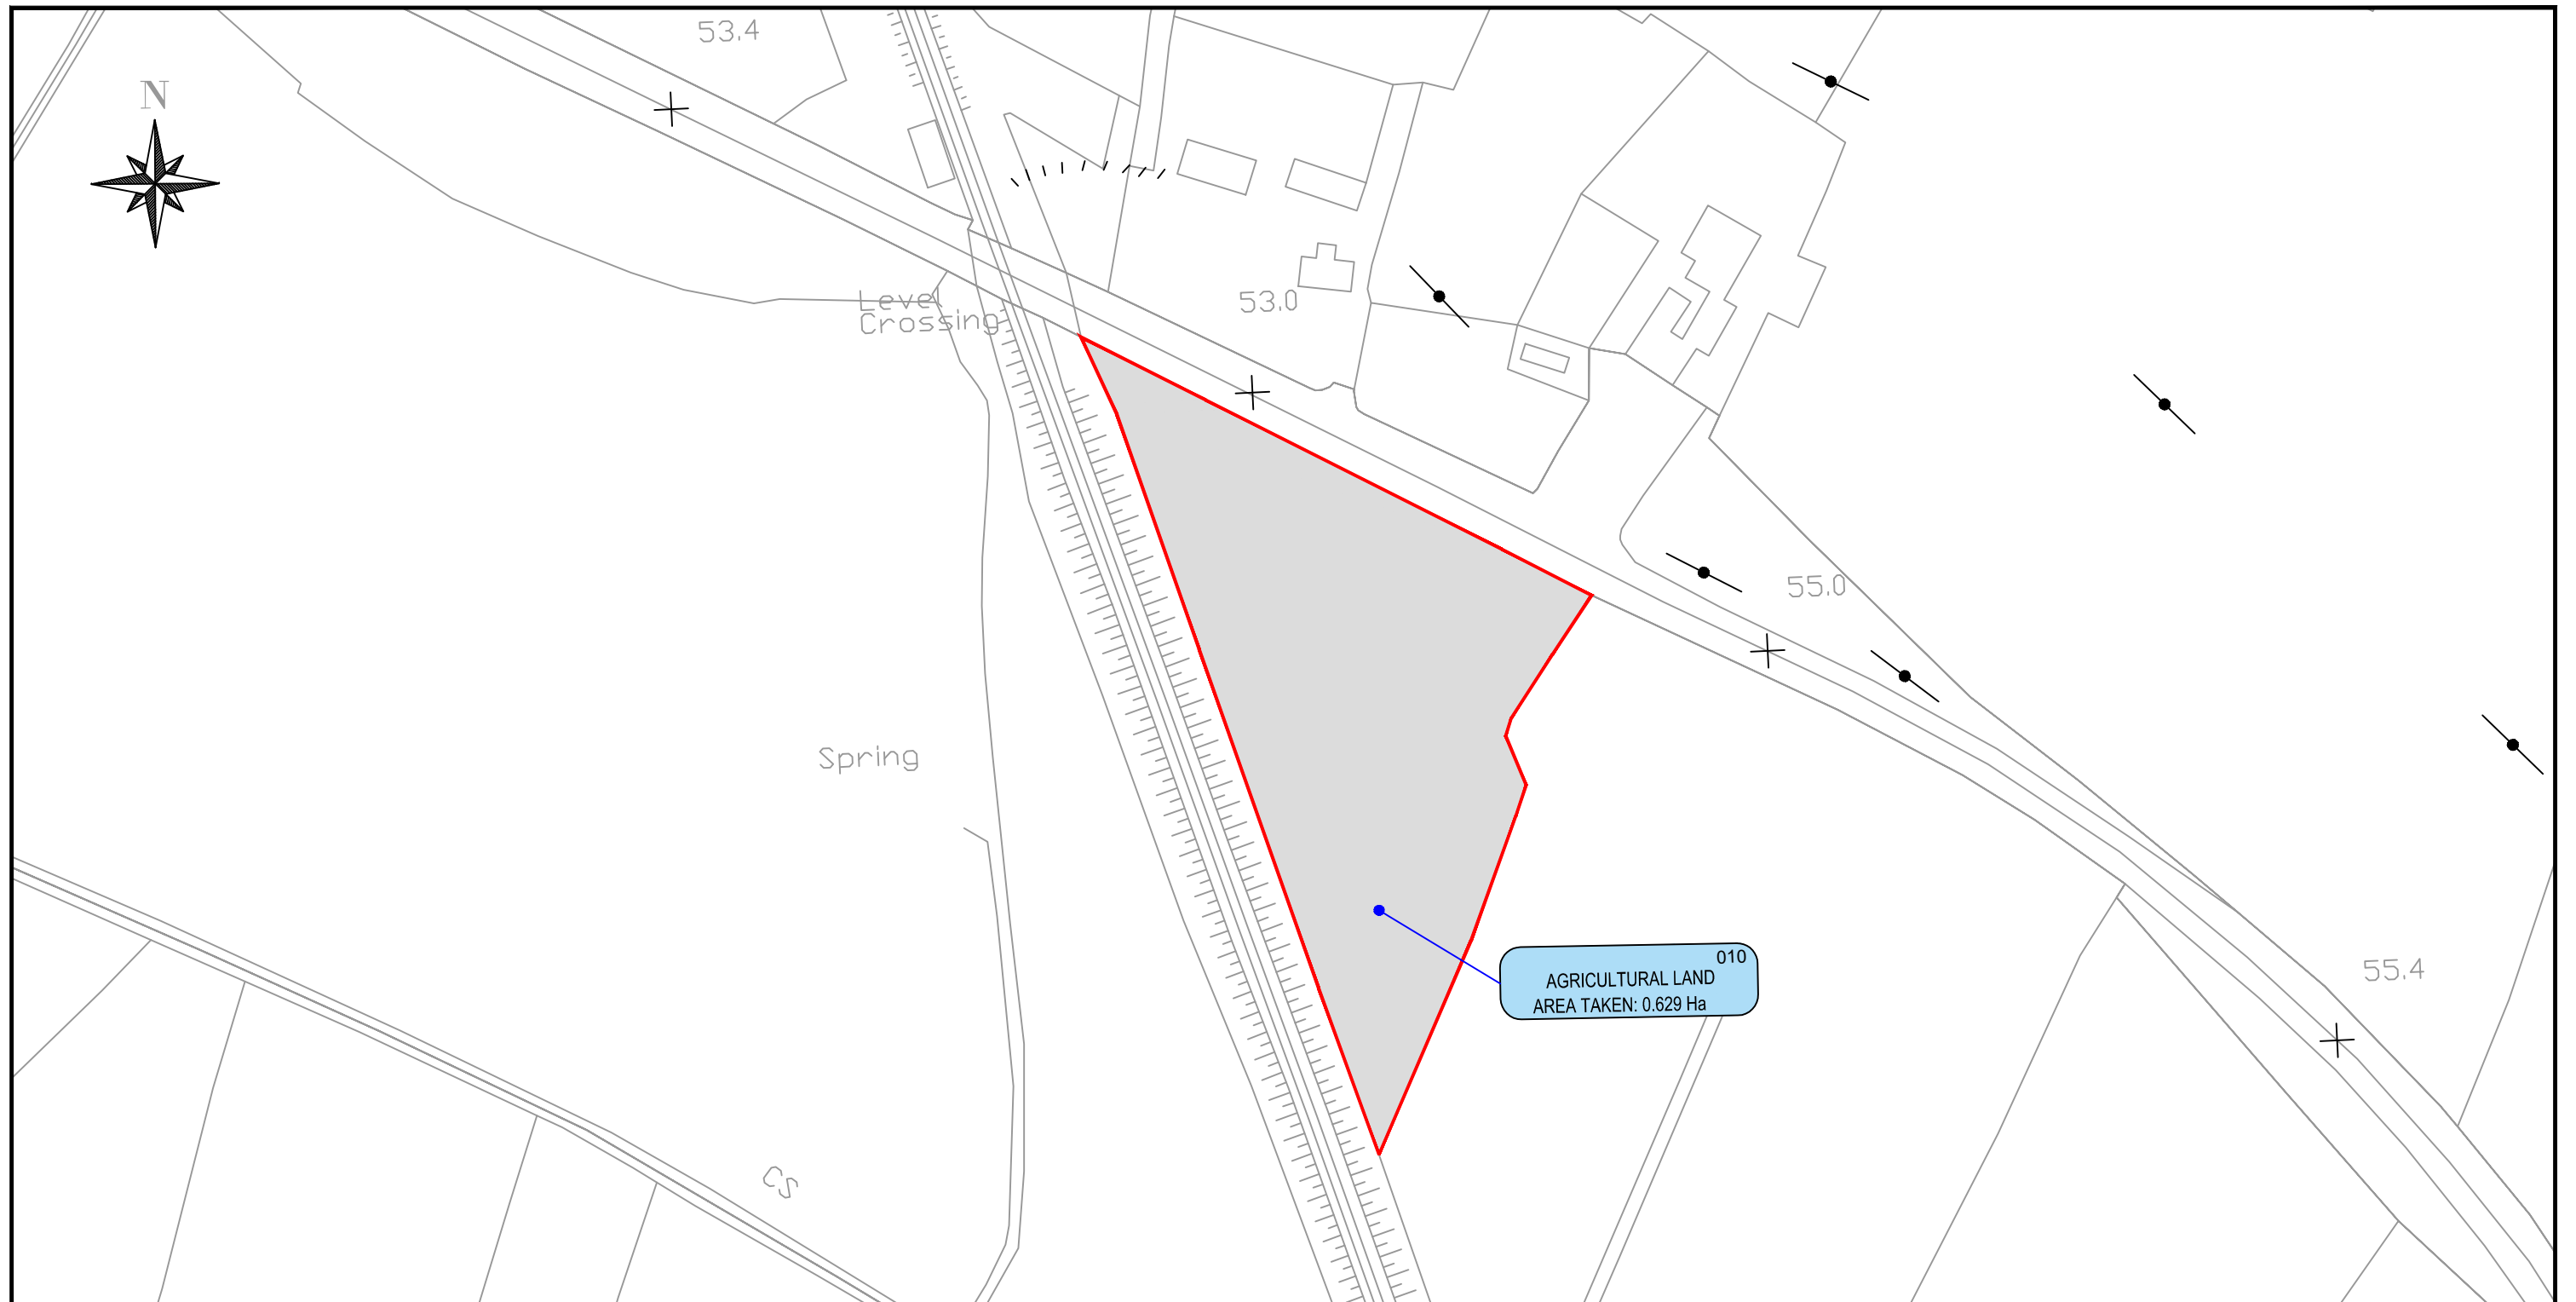 53.4
N
Level
Crossing
53.0
55.0
Spring
010
AGRICULTURAL LAND
AREA TAKEN: 0.629 Ha
55.4
CS